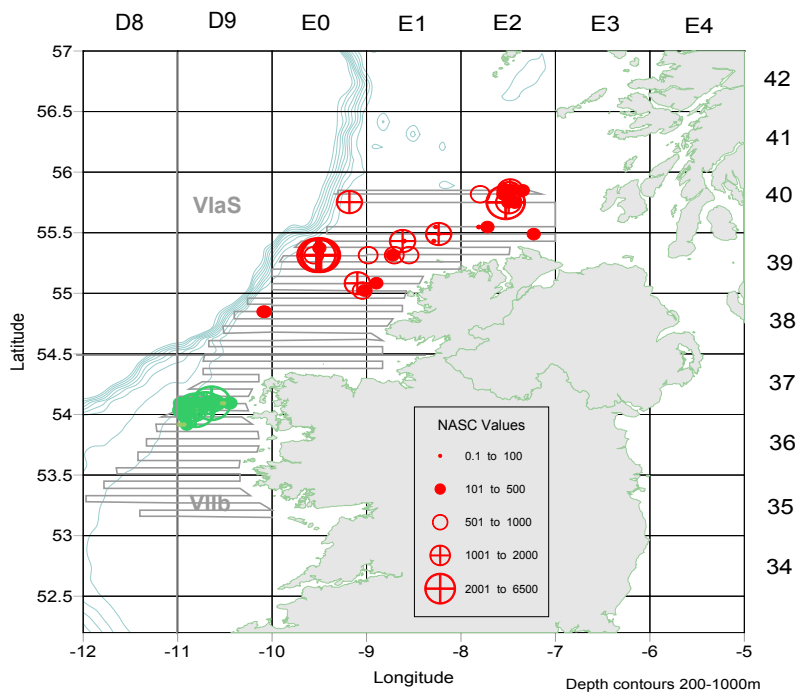 D8 D9 E0 E1 E2 E3 E4
57
56.5
56
55.5
55
54.5
54
53.5
53
52.5
Latitude
42
41
40
39
38
37
36
35
34
VIaS
VIIb
NASC Values
0.1 to 100
101 to 500
501 to 1000
1001 to 2000
2001 to 6500
-12 -11 -10 -9 -8 -7 -6 -5
Longitude
Depth contours 200-1000m